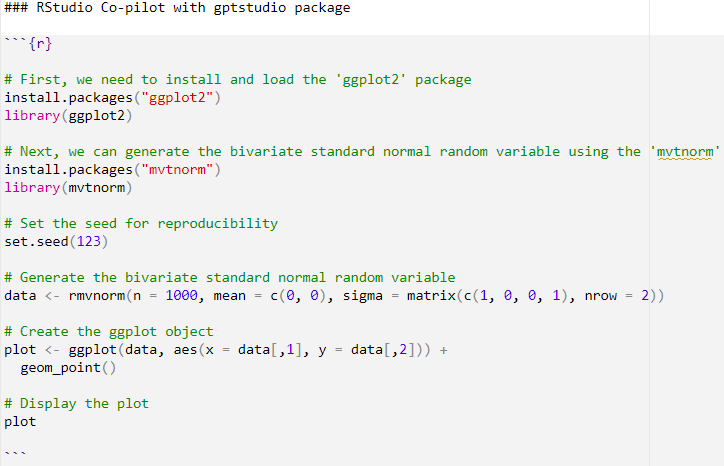 ### RStudio Co-pilot with gptstudio package
```{r}
# First, we need to install and load the 'ggplot2' package
install.packages("ggplot2")
library(ggplot2)
# Next, we can generate the bivariate standard normal random variable using the 'mvtnorm'
install.packages("mvtnorm")
library(mvtnorm)
# Set the seed for reproducibility
set.seed(123)
# Generate the bivariate standard normal random variable
data <- rmvnorm(n = 1000, mean = c(0, 0), sigma = matrix(c(1, 0, 0, 1), nrow = 2))
# Create the ggplot object
plot <- ggplot(data, aes(x = data[,1], y = data[,2])) +
  geom_point()
# Display the plot
plot
```